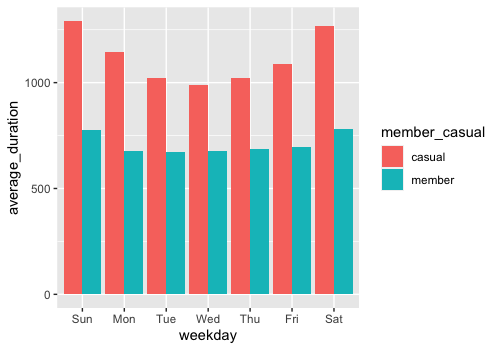 average_duration
1000
500
0
Sun Mon Tue Wed Thu Fri Sat
weekday
member_casual
casual
member